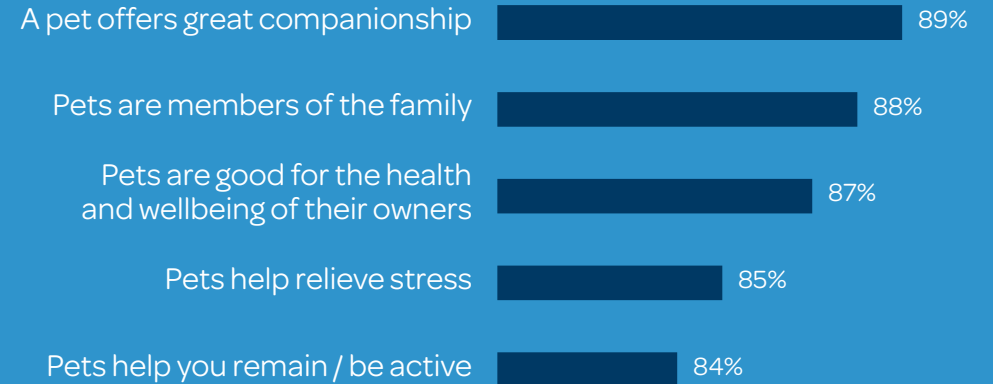 A pet offers great companionship 89%
Pets are members of the family 88%
Pets are good for the health
and wellbeing of their owners 87%
Pets help relieve stress 85%
Pets help you remain / be active 84%